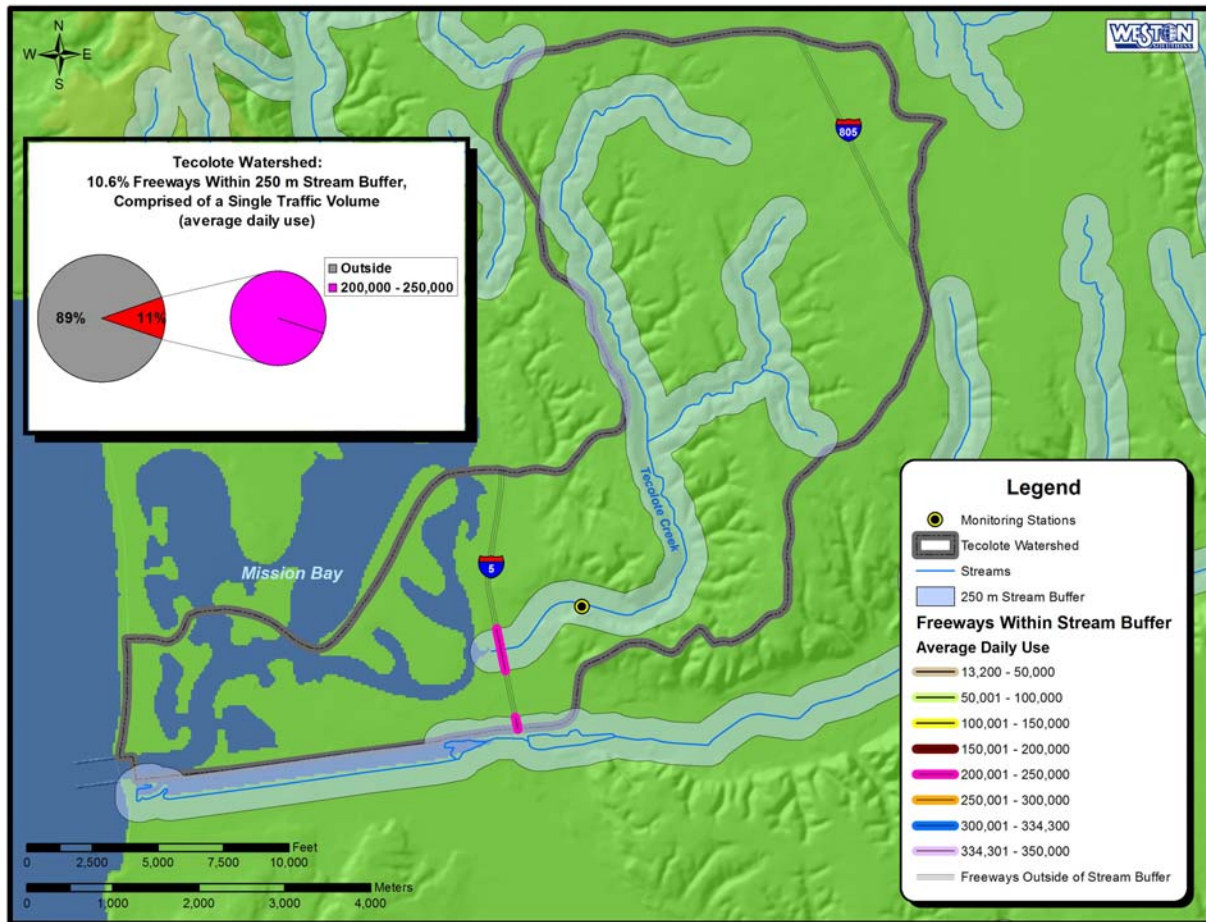 N
W E
S
WESTON
SOLUTIONS
Tecolote Watershed:
10.6% Freeways Within 250 m Stream Buffer,
Comprised of a Single Traffic Volume
(average daily use)
89%
11%
Outside
200,000 - 250,000
805
5
Mission Bay
Tecolote Creek
Legend
Monitoring Stations
Tecolote Watershed
Streams
250 m Stream Buffer
Freeways Within Stream Buffer
Average Daily Use
13,200 - 50,000
50,001 - 100,000
100,001 - 150,000
150,001 - 200,000
200,001 - 250,000
250,001 - 300,000
300,001 - 334,300
334,301 - 350,000
Freeways Outside of Stream Buffer
Feet
0 2,500 5,000 7,500 10,000
Meters
0 1,000 2,000 3,000 4,000